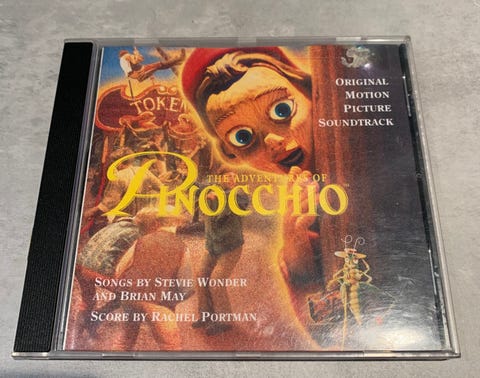 ORIGINAL
MOTION
PICTURE
SOUNDTRACK
TOKEN
THE ADVENTURES OF
PINOCCHIO
SONGS BY STEVIE WONDER
AND BRIAN MAY
SCORE BY RACHEL PORTMAN